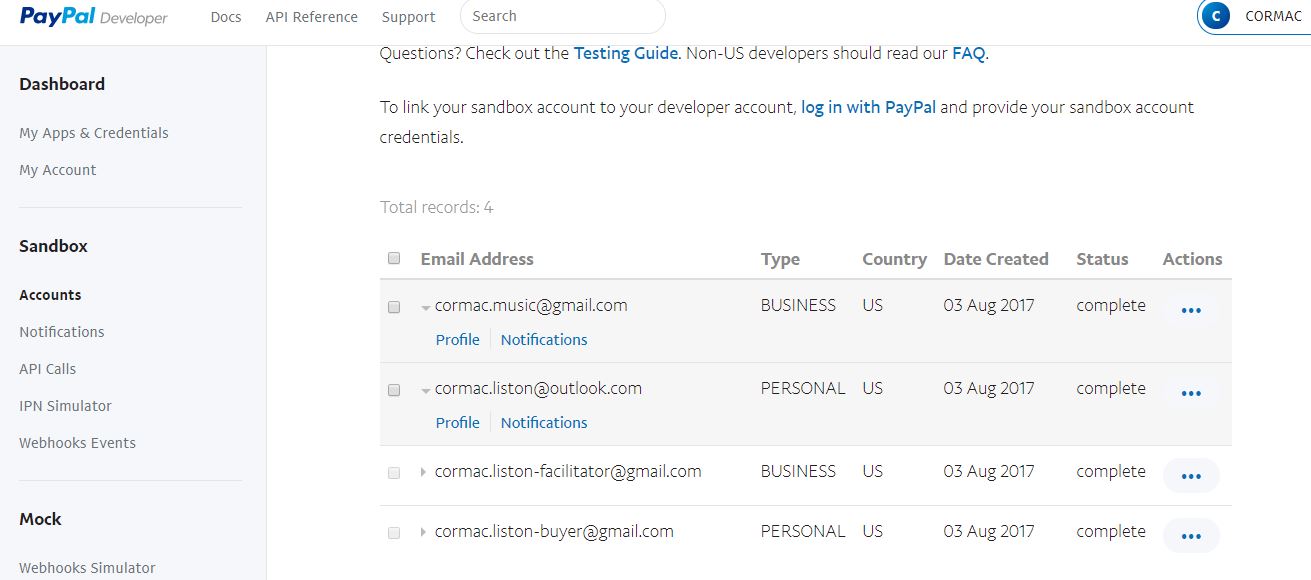 PayPal Developer Docs API Reference Support Search C CORMAC
Dashboard
My Apps & Credentials
My Account
Sandbox
Accounts
Notifications
API Calls
IPN Simulator
Webhooks Events
Mock
Webhooks Simulator
Questions? Check out the Testing Guide. Non-US developers should read our FAQ.
To link your sandbox account to your developer account, log in with PayPal and provide your sandbox account
credentials.
Total records: 4
Email Address Type Country Date Created Status Actions
cormac.music@gmail.com BUSINESS US 03 Aug 2017 complete
Profile Notifications
cormac.liston@outlook.com PERSONAL US 03 Aug 2017 complete
Profile Notifications
cormac.liston-facilitator@gmail.com BUSINESS US 03 Aug 2017 complete
cormac.liston-buyer@gmail.com PERSONAL US 03 Aug 2017 complete